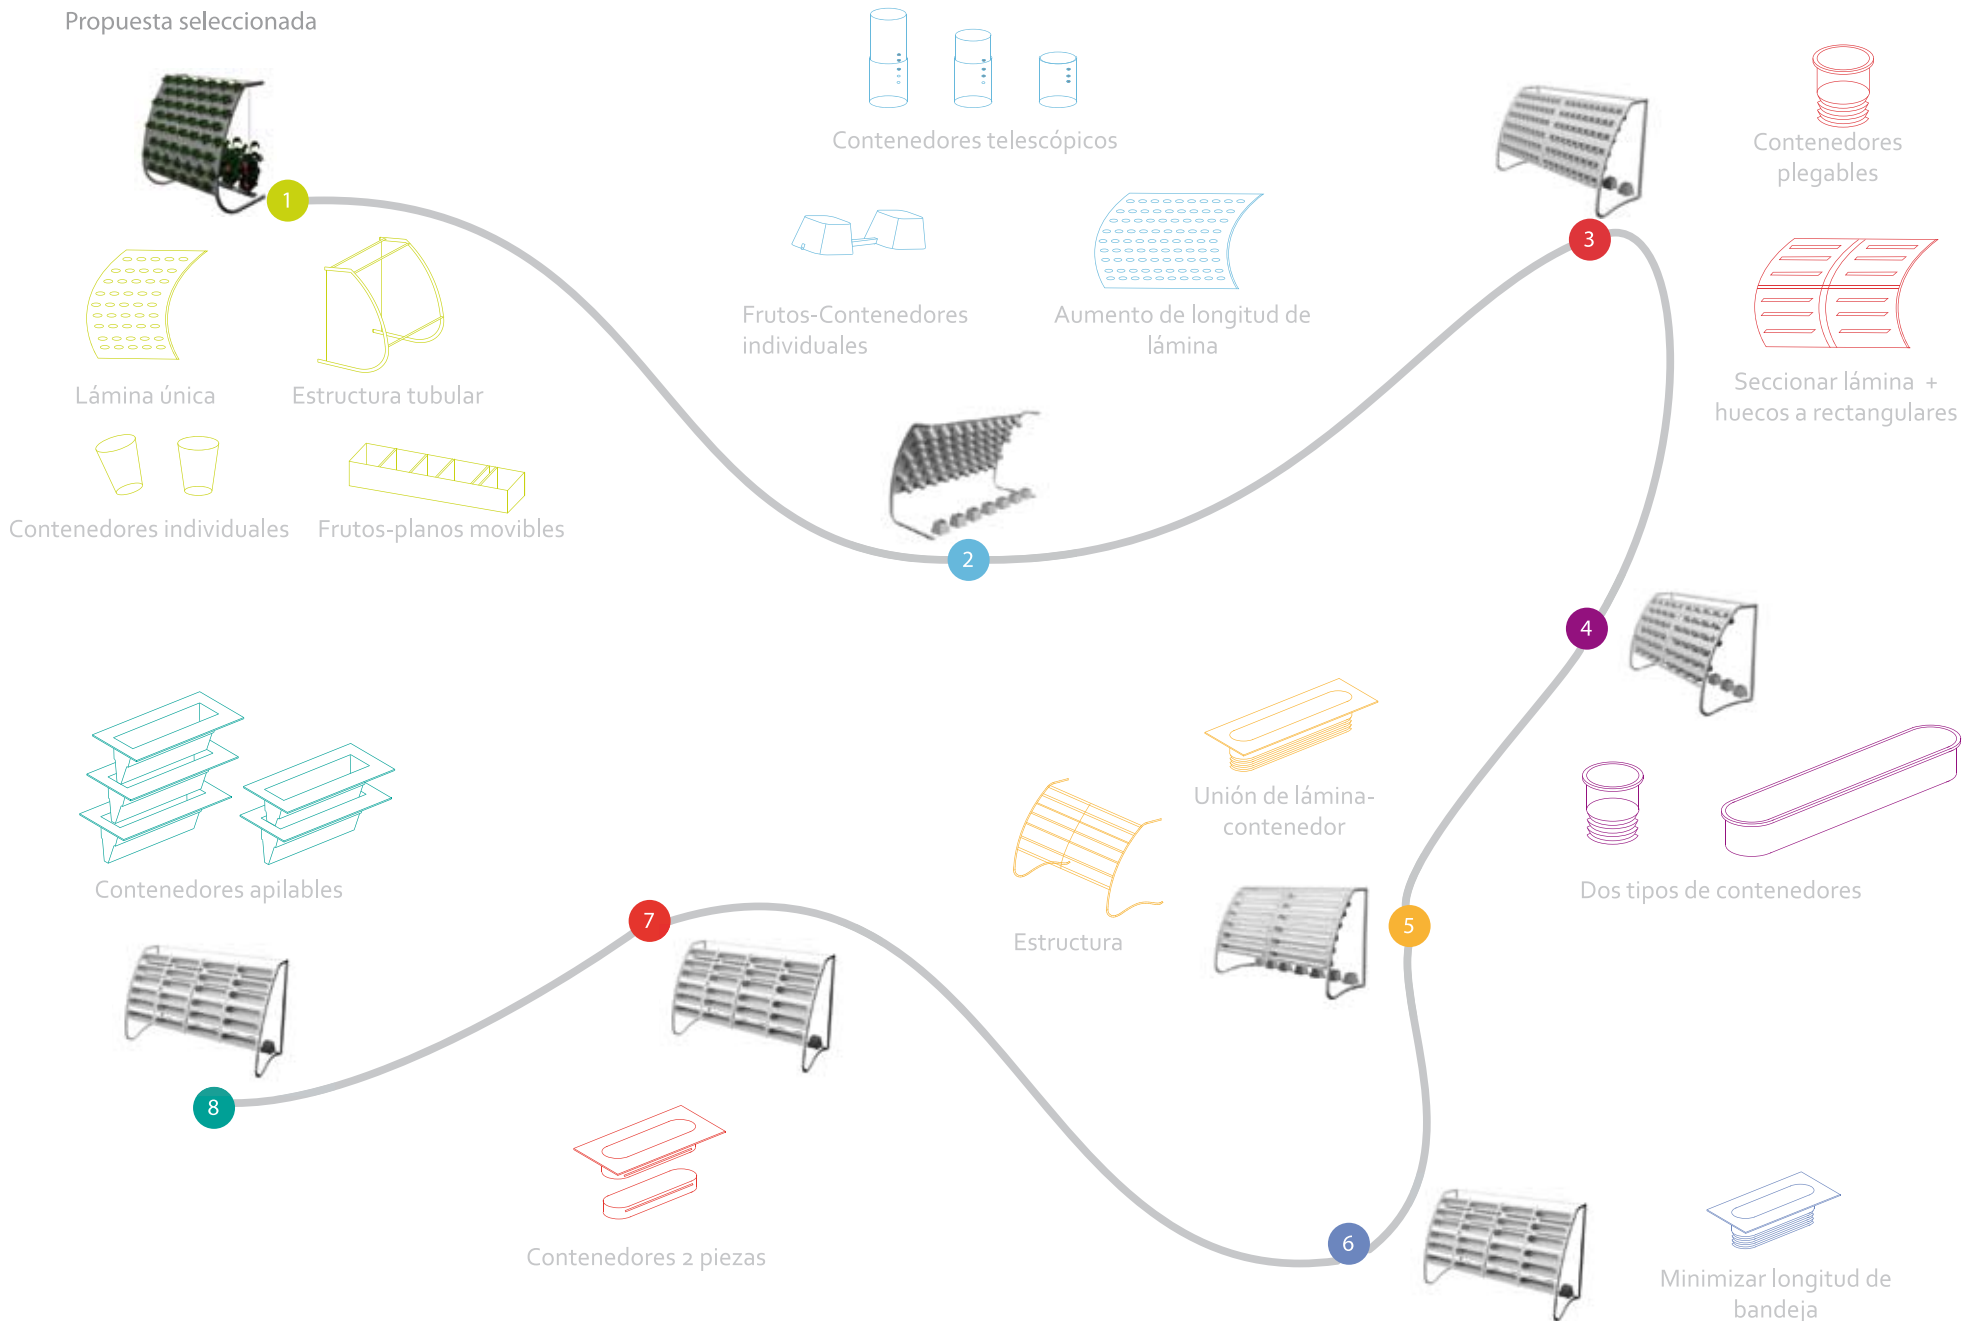 Propuesta seleccionada
1
Lámina única
Estructura tubular
Contenedores individuales
Frutos-planos movibles
Contenedores telescópicos
Frutos-Contenedores
individuales
Aumento de longitud de
lámina
2
3
Contenedores
plegables
Seccionar lámina +
huecos a rectangulares
4
Dos tipos de contenedores
Unión de lámina-
contenedor
Estructura
5
6
Minimizar longitud de
bandeja
7
Contenedores 2 piezas
Contenedores apilables
8